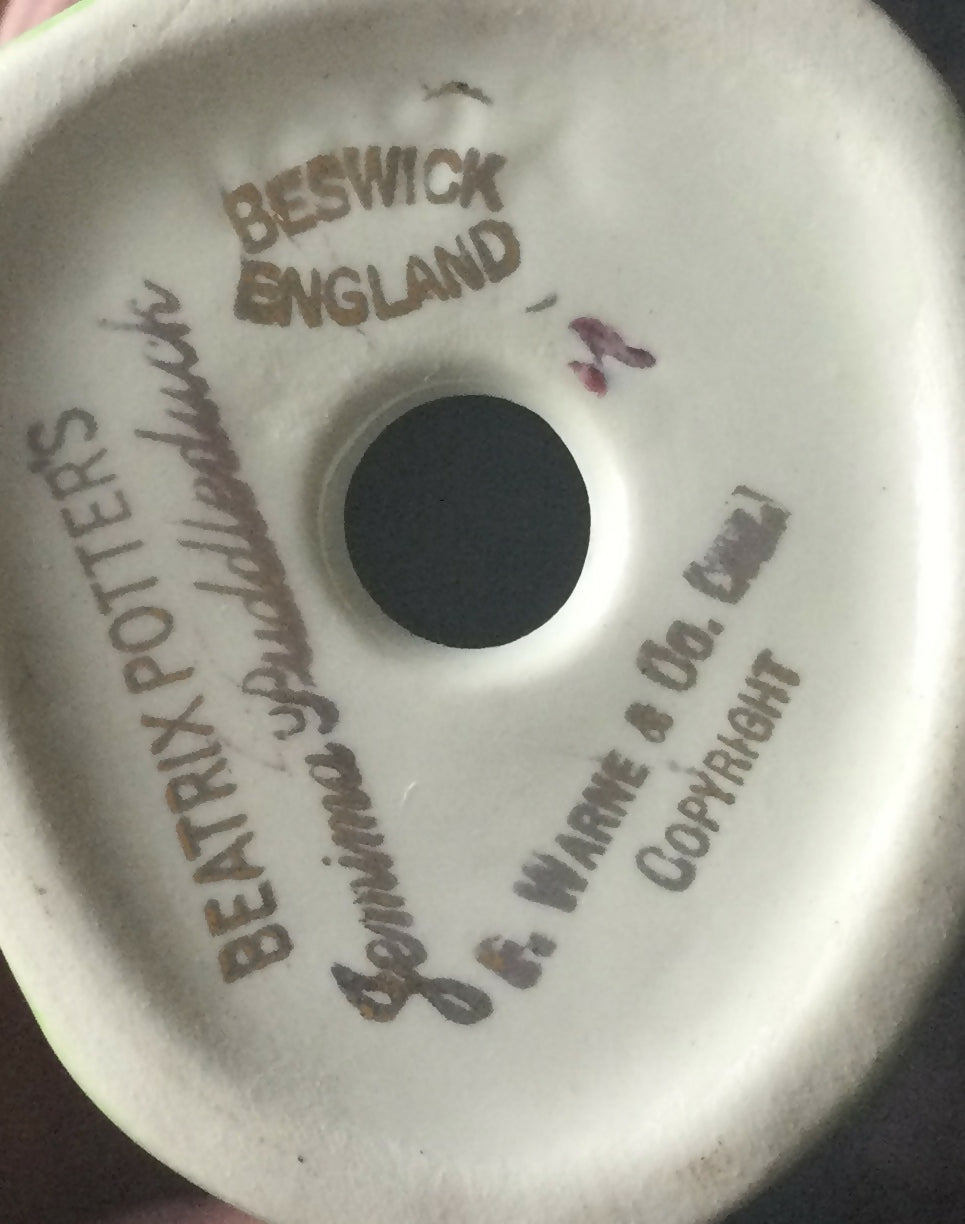 BESWICK
ENGLAND
BEATRIX POTTER'S
Jemima Puddleduck
WARNE & Co.
COPYRIGHT